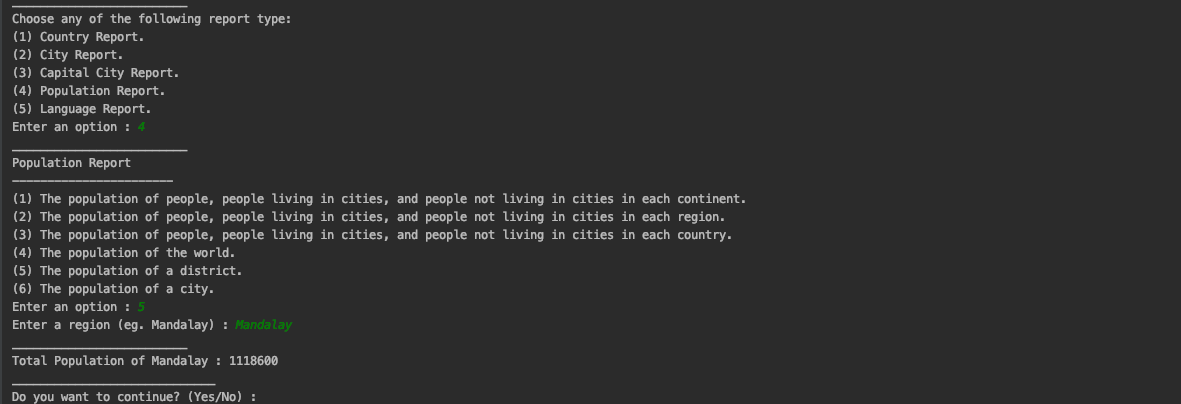 Choose any of the following report type:
(1) Country Report.
(2) City Report.
(3) Capital City Report.
(4) Population Report.
(5) Language Report.
Enter an option : 4
Population Report
(1) The population of people, people living in cities, and people not living in cities in each continent.
(2) The population of people, people living in cities, and people not living in cities in each region.
(3) The population of people, people living in cities, and people not living in cities in each country.
(4) The population of the world.
(5) The population of a district.
(6) The population of a city.
Enter an option : 5
Enter a region (eg. Mandalay) : Mandalay
Total Population of Mandalay : 1118600
Do you want to continue? (Yes/No) :